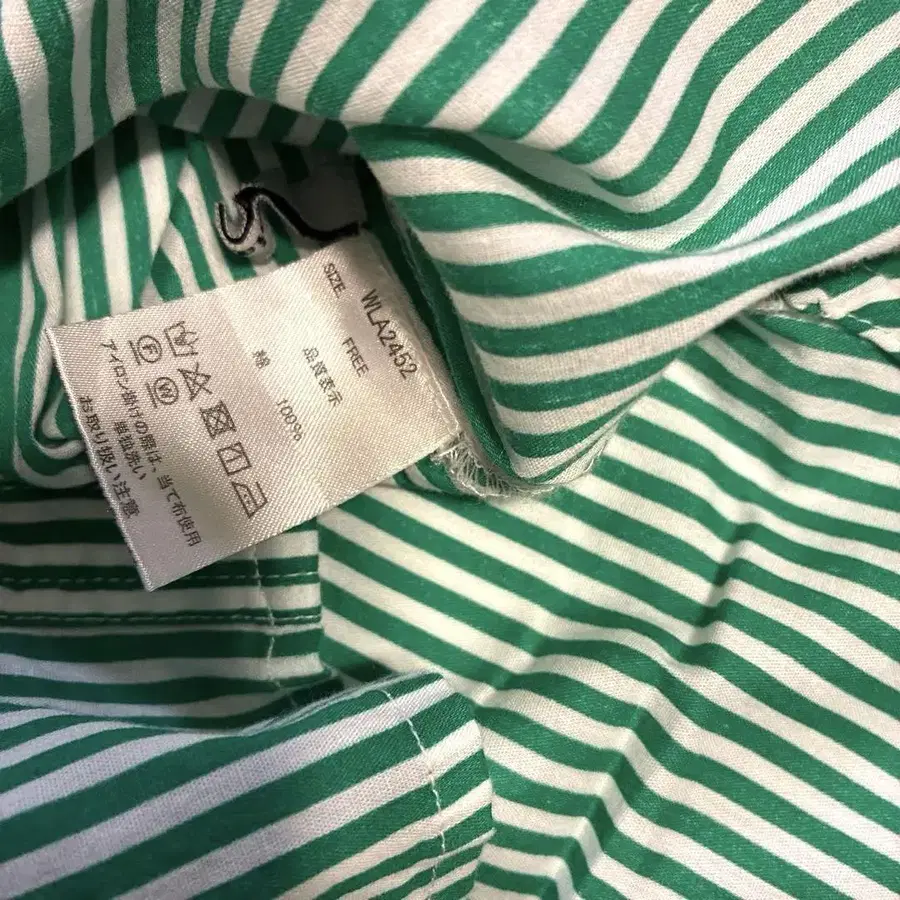 WLA2452
SIZE FREE
品質表示
綿 100%
F W
アイロン掛けの際は、当て布使用
単独洗い
お取り扱い注意